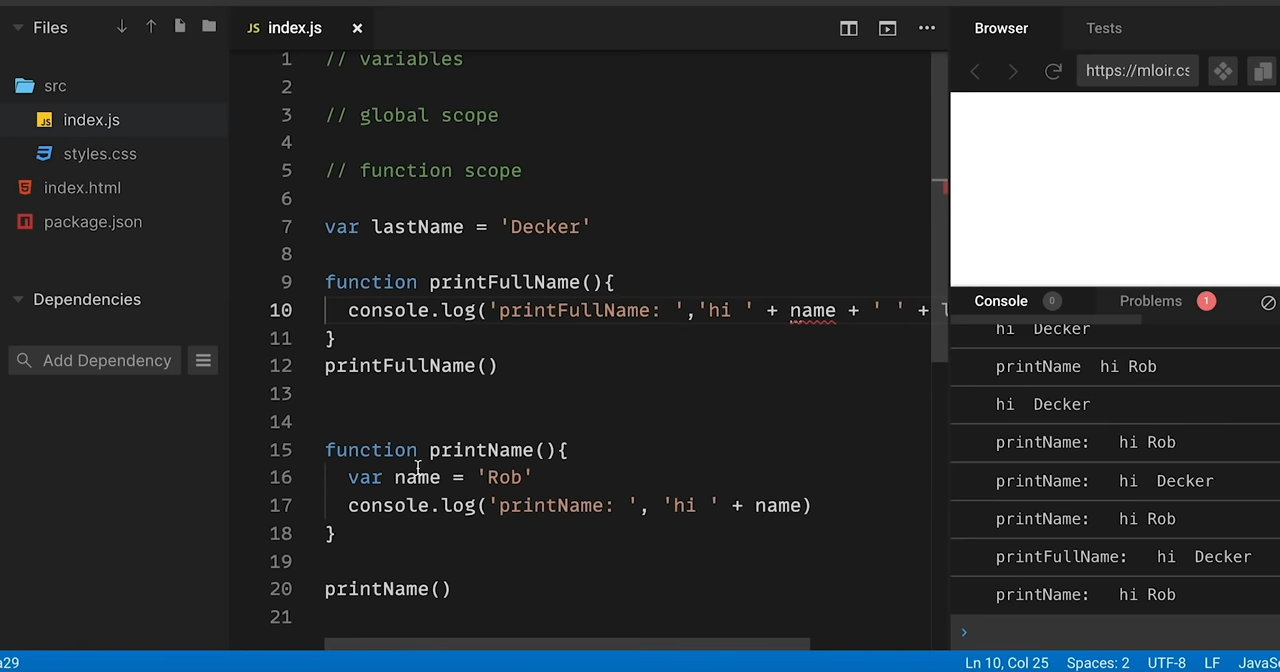 Files
JS index.js
Browser
Tests
src
index.js
styles.css
index.html
package.json
Dependencies
Add Dependency
1 // variables
2
3 // global scope
4
5 // function scope
6
7 var lastName = 'Decker'
8
9 function printFullName(){
10 console.log('printFullName: ','hi ' + name + ' ' + l
11 }
12 printFullName()
13
14
15 function printName(){
16 var name = 'Rob'
17 console.log('printName: ', 'hi ' + name)
18 }
19
20 printName()
21
https://mloir.cs
Console 0
Problems 1
hi Decker
printName hi Rob
hi Decker
printName: hi Rob
printName: hi Decker
printName: hi Rob
printFullName: hi Decker
printName: hi Rob
a29
Ln 10, Col 25 Spaces: 2 UTF-8 LF JavaSc